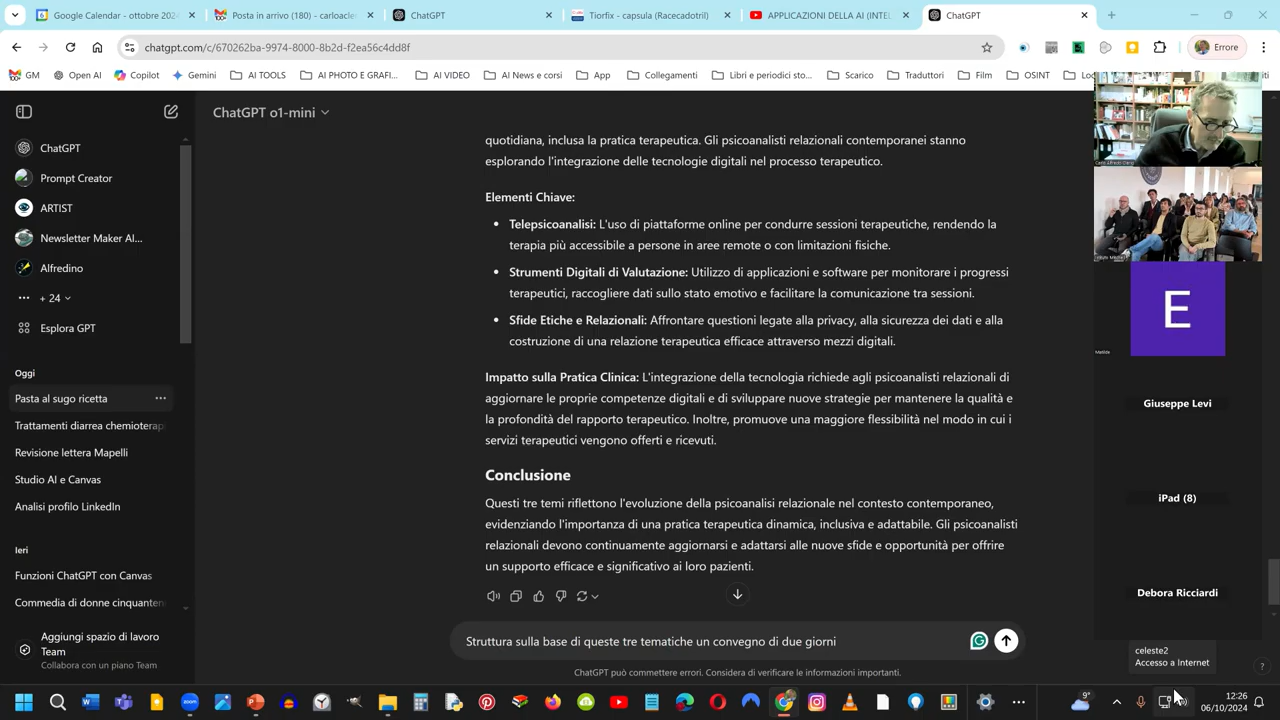 Google Calendar - ottobre 2024
Posta in arrivo (180) - carloacles
ChatGPT
Tiorfix - capsula (Racecadotril)
APPLICAZIONI DELLA AI (INTEL
ChatGPT
chatgpt.com/c/670262ba-9974-8000-8b2d-f2ea56c4dd8f
Errore
GM
Open AI
Copilot
Gemini
AI TOOLS
AI PHOTO E GRAFI...
AI VIDEO
AI News e corsi
App
Collegamenti
Libri e periodici sto...
Scarico
Traduttori
Film
OSINT
ChatGPT o1-mini
ChatGPT
Prompt Creator
ARTIST
Newsletter Maker AI...
Alfredino
+ 24
Esplora GPT
Oggi
Pasta al sugo ricetta
Trattamenti diarrea chemioterap
Revisione lettera Mapelli
Studio AI e Canvas
Analisi profilo LinkedIn
Ieri
Funzioni ChatGPT con Canvas
Commedia di donne cinquanten
Aggiungi spazio di lavoro
Team
Collabora con un piano Team
quotidiana, inclusa la pratica terapeutica. Gli psicoanalisti relazionali contemporanei stanno
esplorando l'integrazione delle tecnologie digitali nel processo terapeutico.
Elementi Chiave:
Telepsicoanalisi: L'uso di piattaforme online per condurre sessioni terapeutiche, rendendo la
terapia più accessibile a persone in aree remote o con limitazioni fisiche.
Strumenti Digitali di Valutazione: Utilizzo di applicazioni e software per monitorare i progressi
terapeutici, raccogliere dati sullo stato emotivo e facilitare la comunicazione tra sessioni.
Sfide Etiche e Relazionali: Affrontare questioni legate alla privacy, alla sicurezza dei dati e alla
costruzione di una relazione terapeutica efficace attraverso mezzi digitali.
Impatto sulla Pratica Clinica: L'integrazione della tecnologia richiede agli psicoanalisti relazionali di
aggiornare le proprie competenze digitali e di sviluppare nuove strategie per mantenere la qualità e
la profondità del rapporto terapeutico. Inoltre, promuove una maggiore flessibilità nel modo in cui i
servizi terapeutici vengono offerti e ricevuti.
Conclusione
Questi tre temi riflettono l'evoluzione della psicoanalisi relazionale nel contesto contemporaneo,
evidenziando l'importanza di una pratica terapeutica dinamica, inclusiva e adattabile. Gli psicoanalisti
relazionali devono continuamente aggiornarsi e adattarsi alle nuove sfide e opportunità per offrire
un supporto efficace e significativo ai loro pazienti.
Struttura sulla base di queste tre tematiche un convegno di due giorni
ChatGPT può commettere errori. Considera di verificare le informazioni importanti.
E
Matilde
Giuseppe Levi
iPad (8)
Debora Ricciardi
celeste2
Accesso a Internet
?
zoom
9°
12:26
06/10/2024